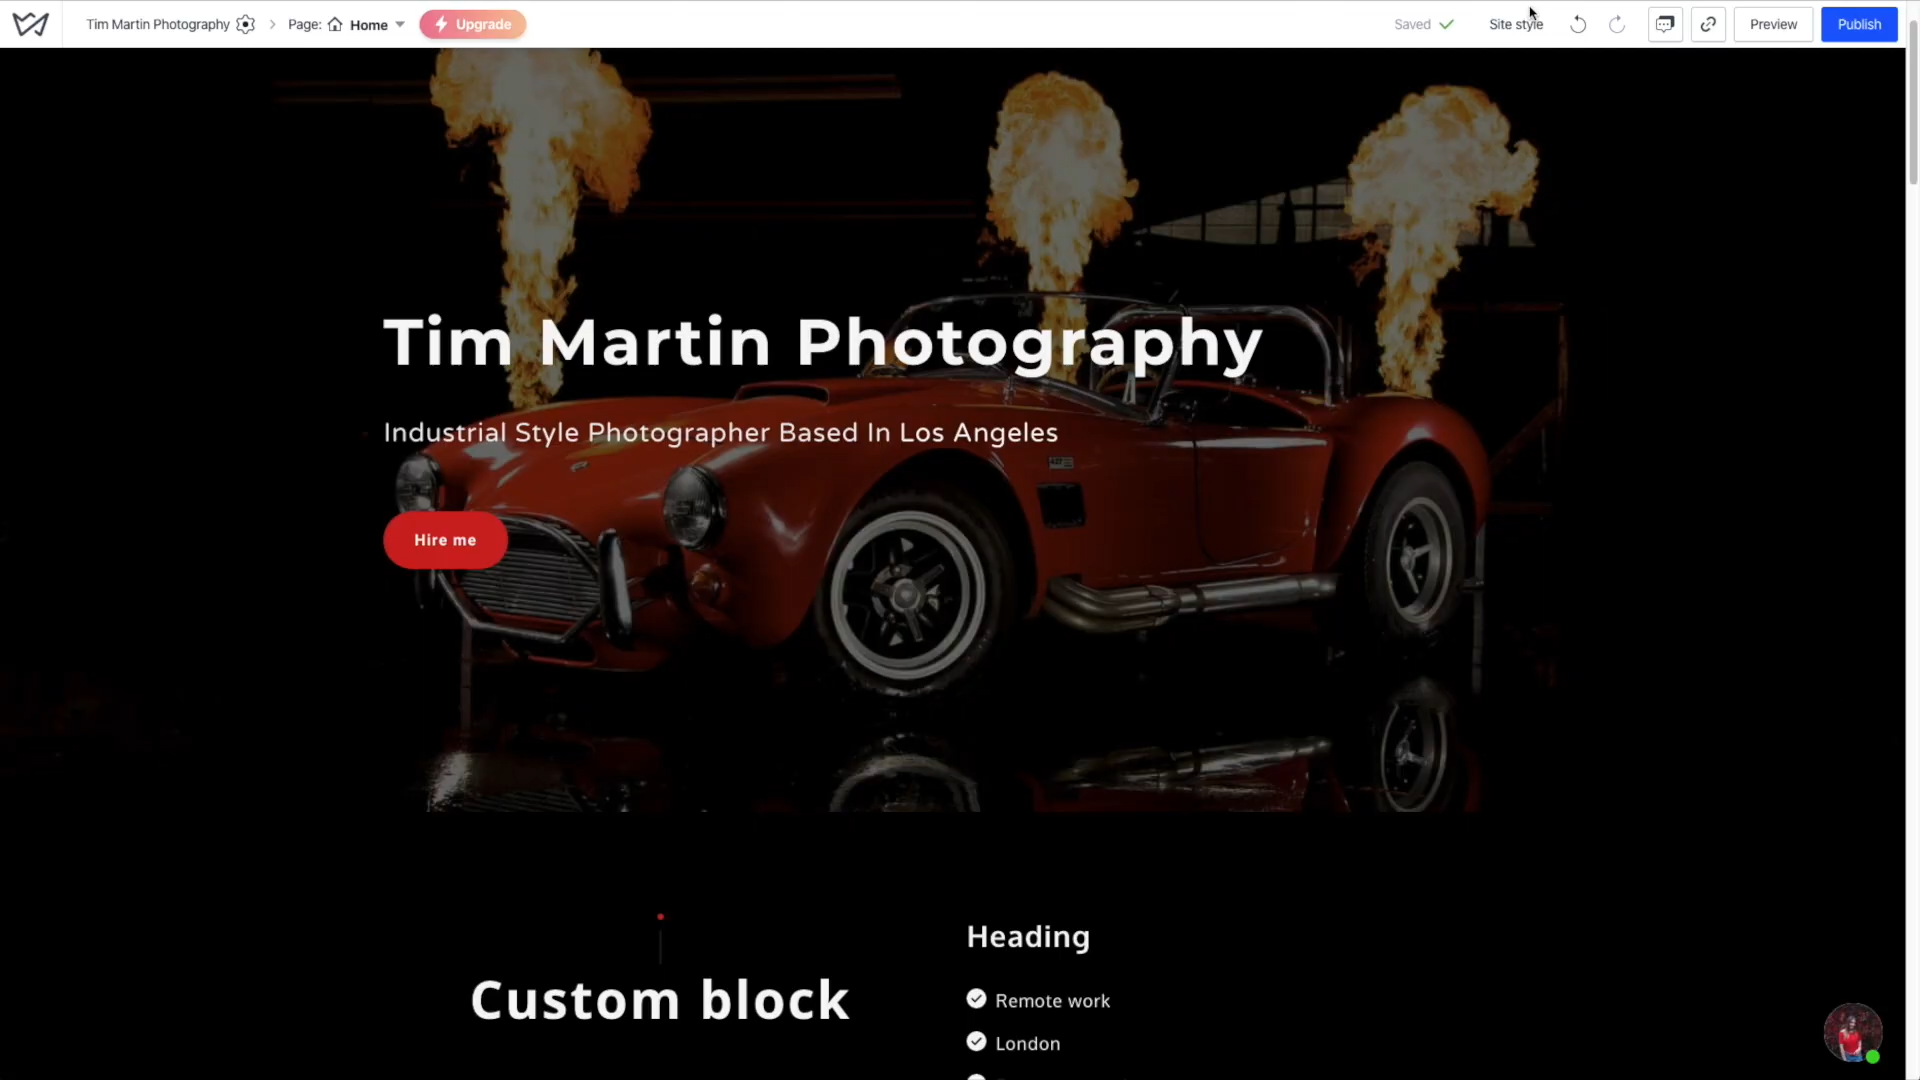 Tim Martin Photography
Page: Home
Upgrade
Saved
Site style
Preview
Publish
Tim Martin Photography
Industrial Style Photographer Based In Los Angeles
Hire me
Custom block
Heading
Remote work
London